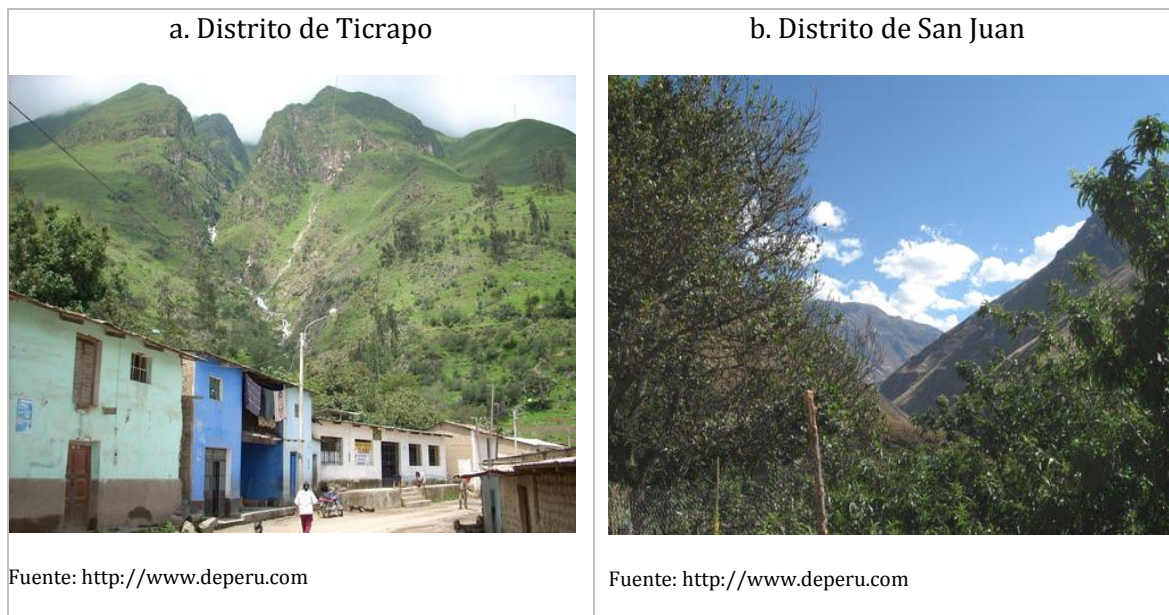 a. Distrito de Ticrapo
b. Distrito de San Juan
Fuente: http://www.deperu.com
Fuente: http://www.deperu.com